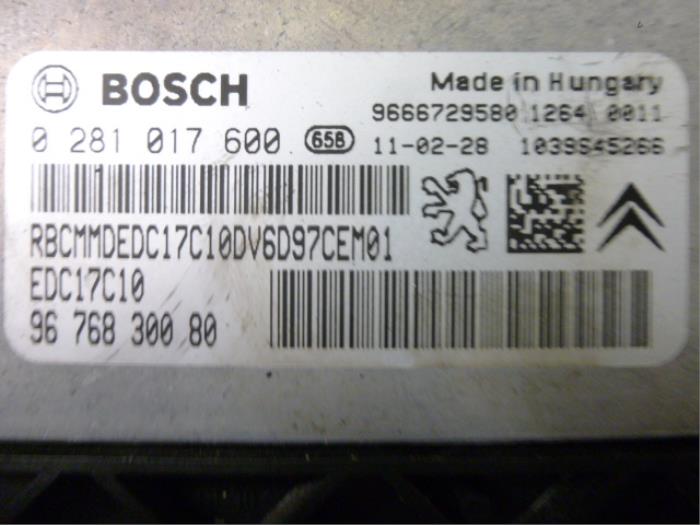 BOSCH Made in Hungary
9666729580 1264 0011
0 281 017 600 658 11-02-28 1039645266
RBCMMDEDC17C10DV6D97CEM01
EDC17C10
96 768 300 80